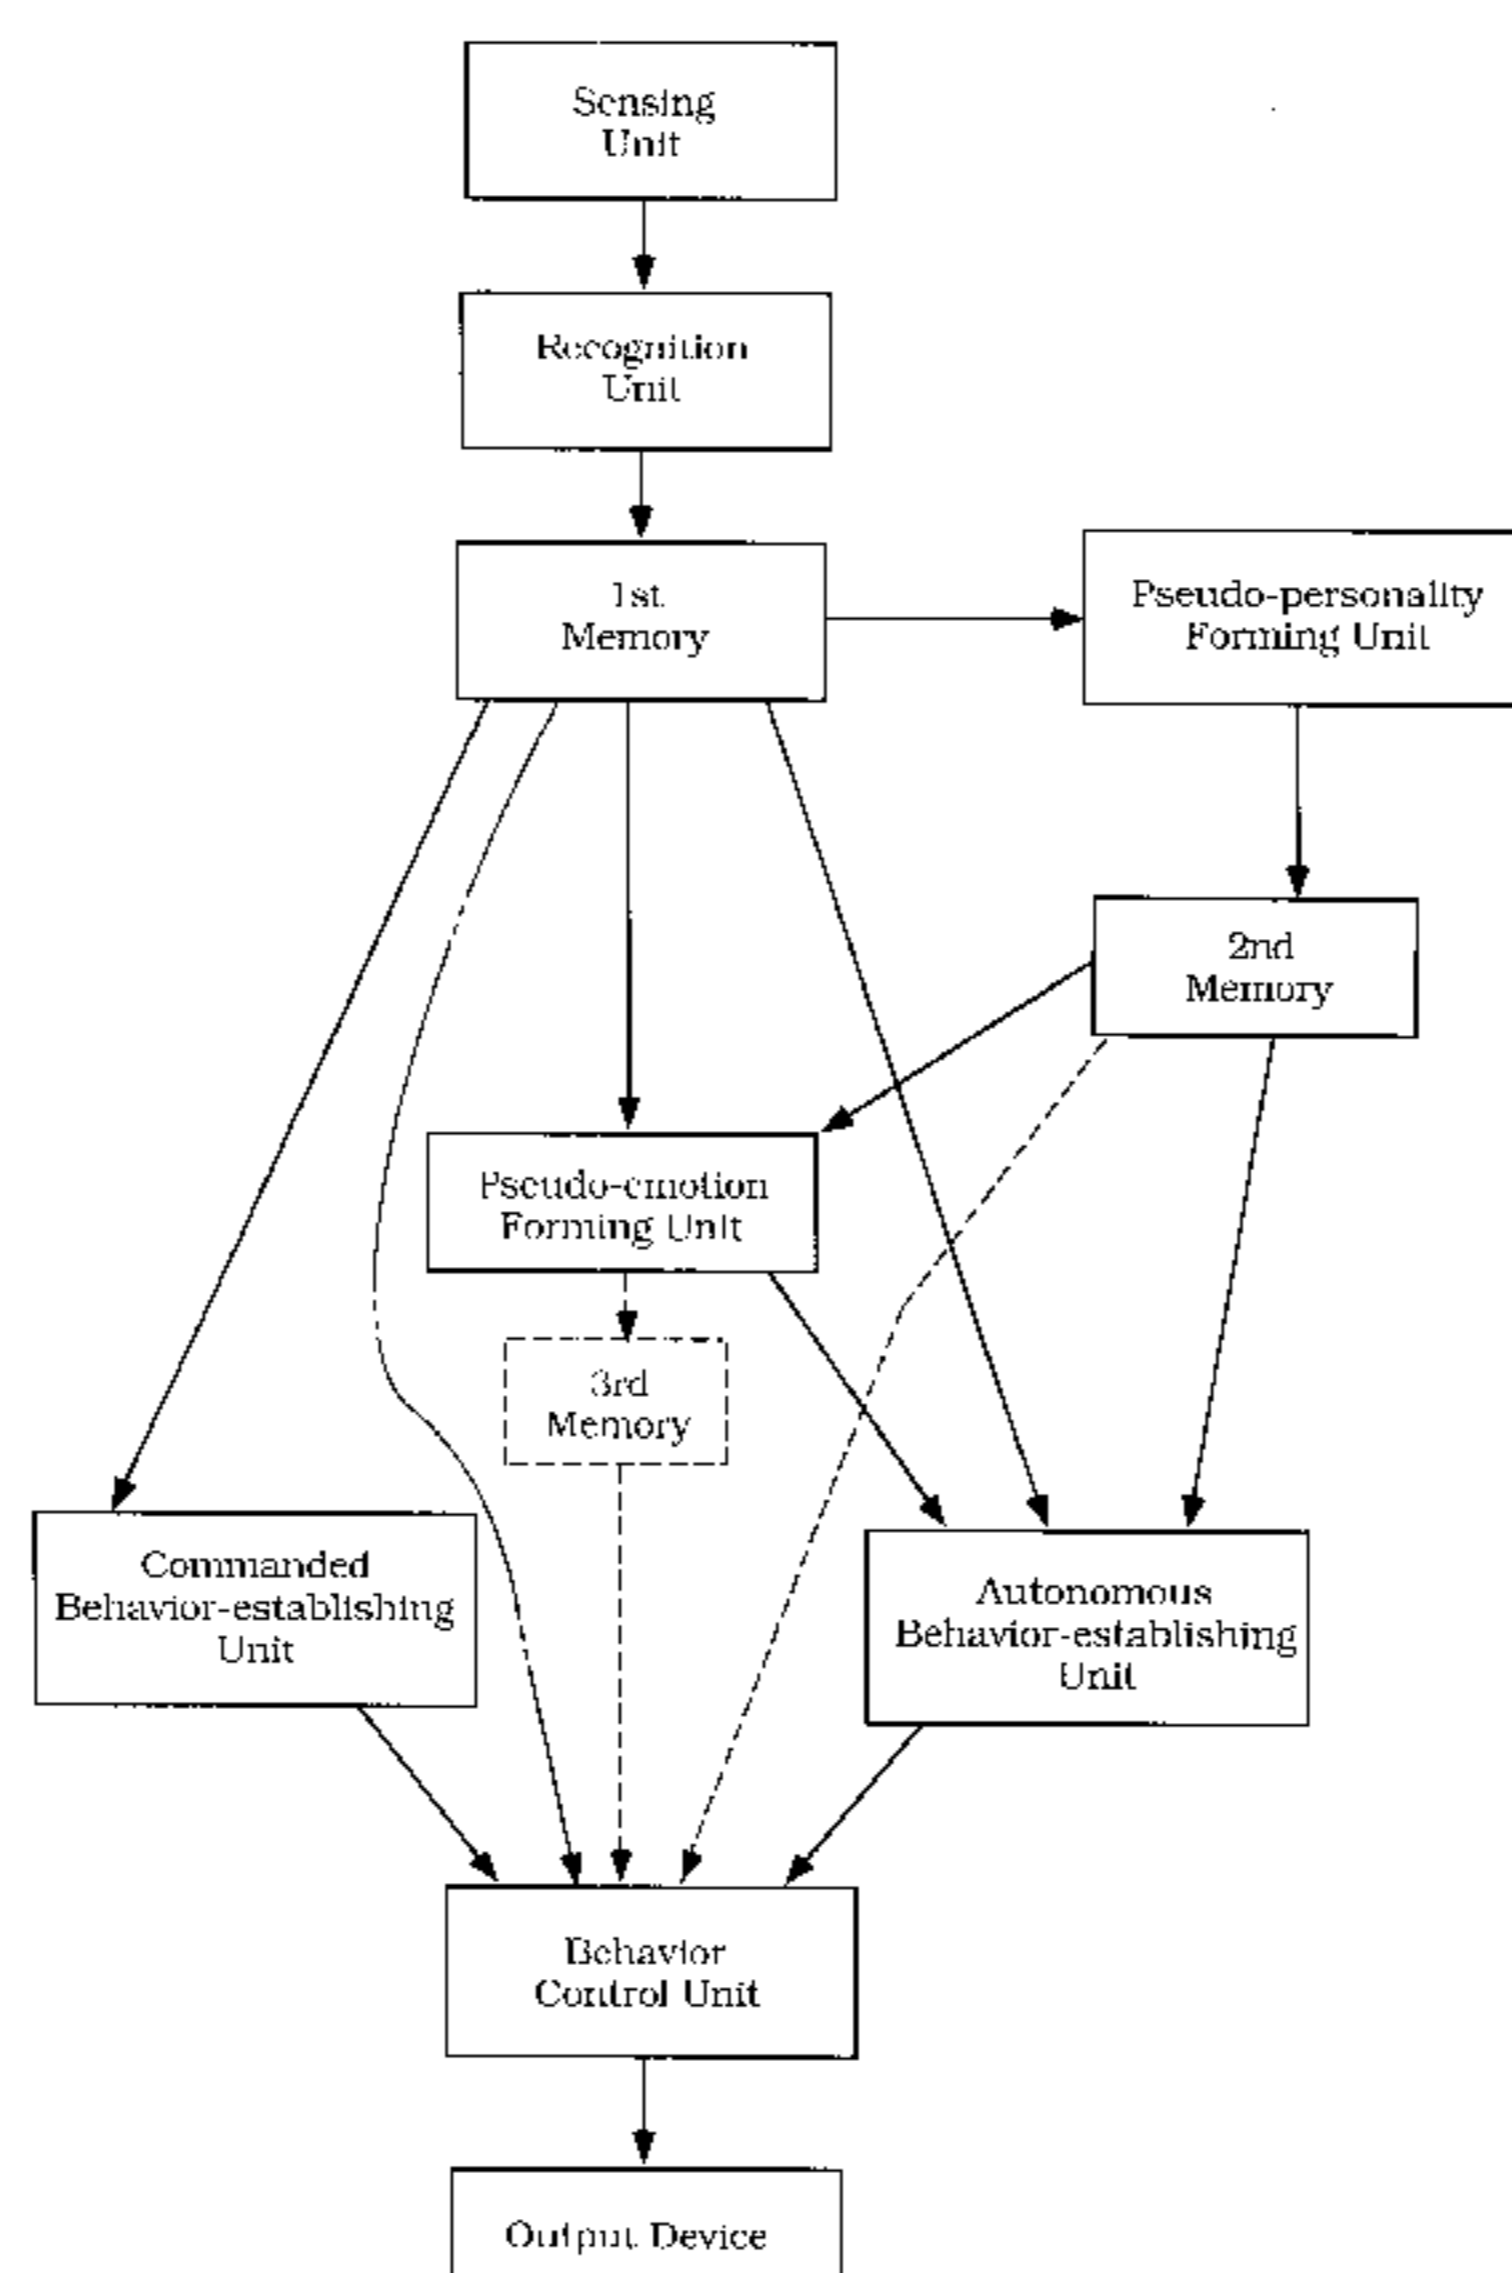 Sensing
Unit
Recognition
Unit
1st
Memory
Pseudo-personality
Forming Unit
2nd
Memory
Pseudo-emotion
Forming Unit
3rd
Memory
Commanded
Behavior-establishing
Unit
Autonomous
Behavior-establishing
Unit
Behavior
Control Unit
Output Device